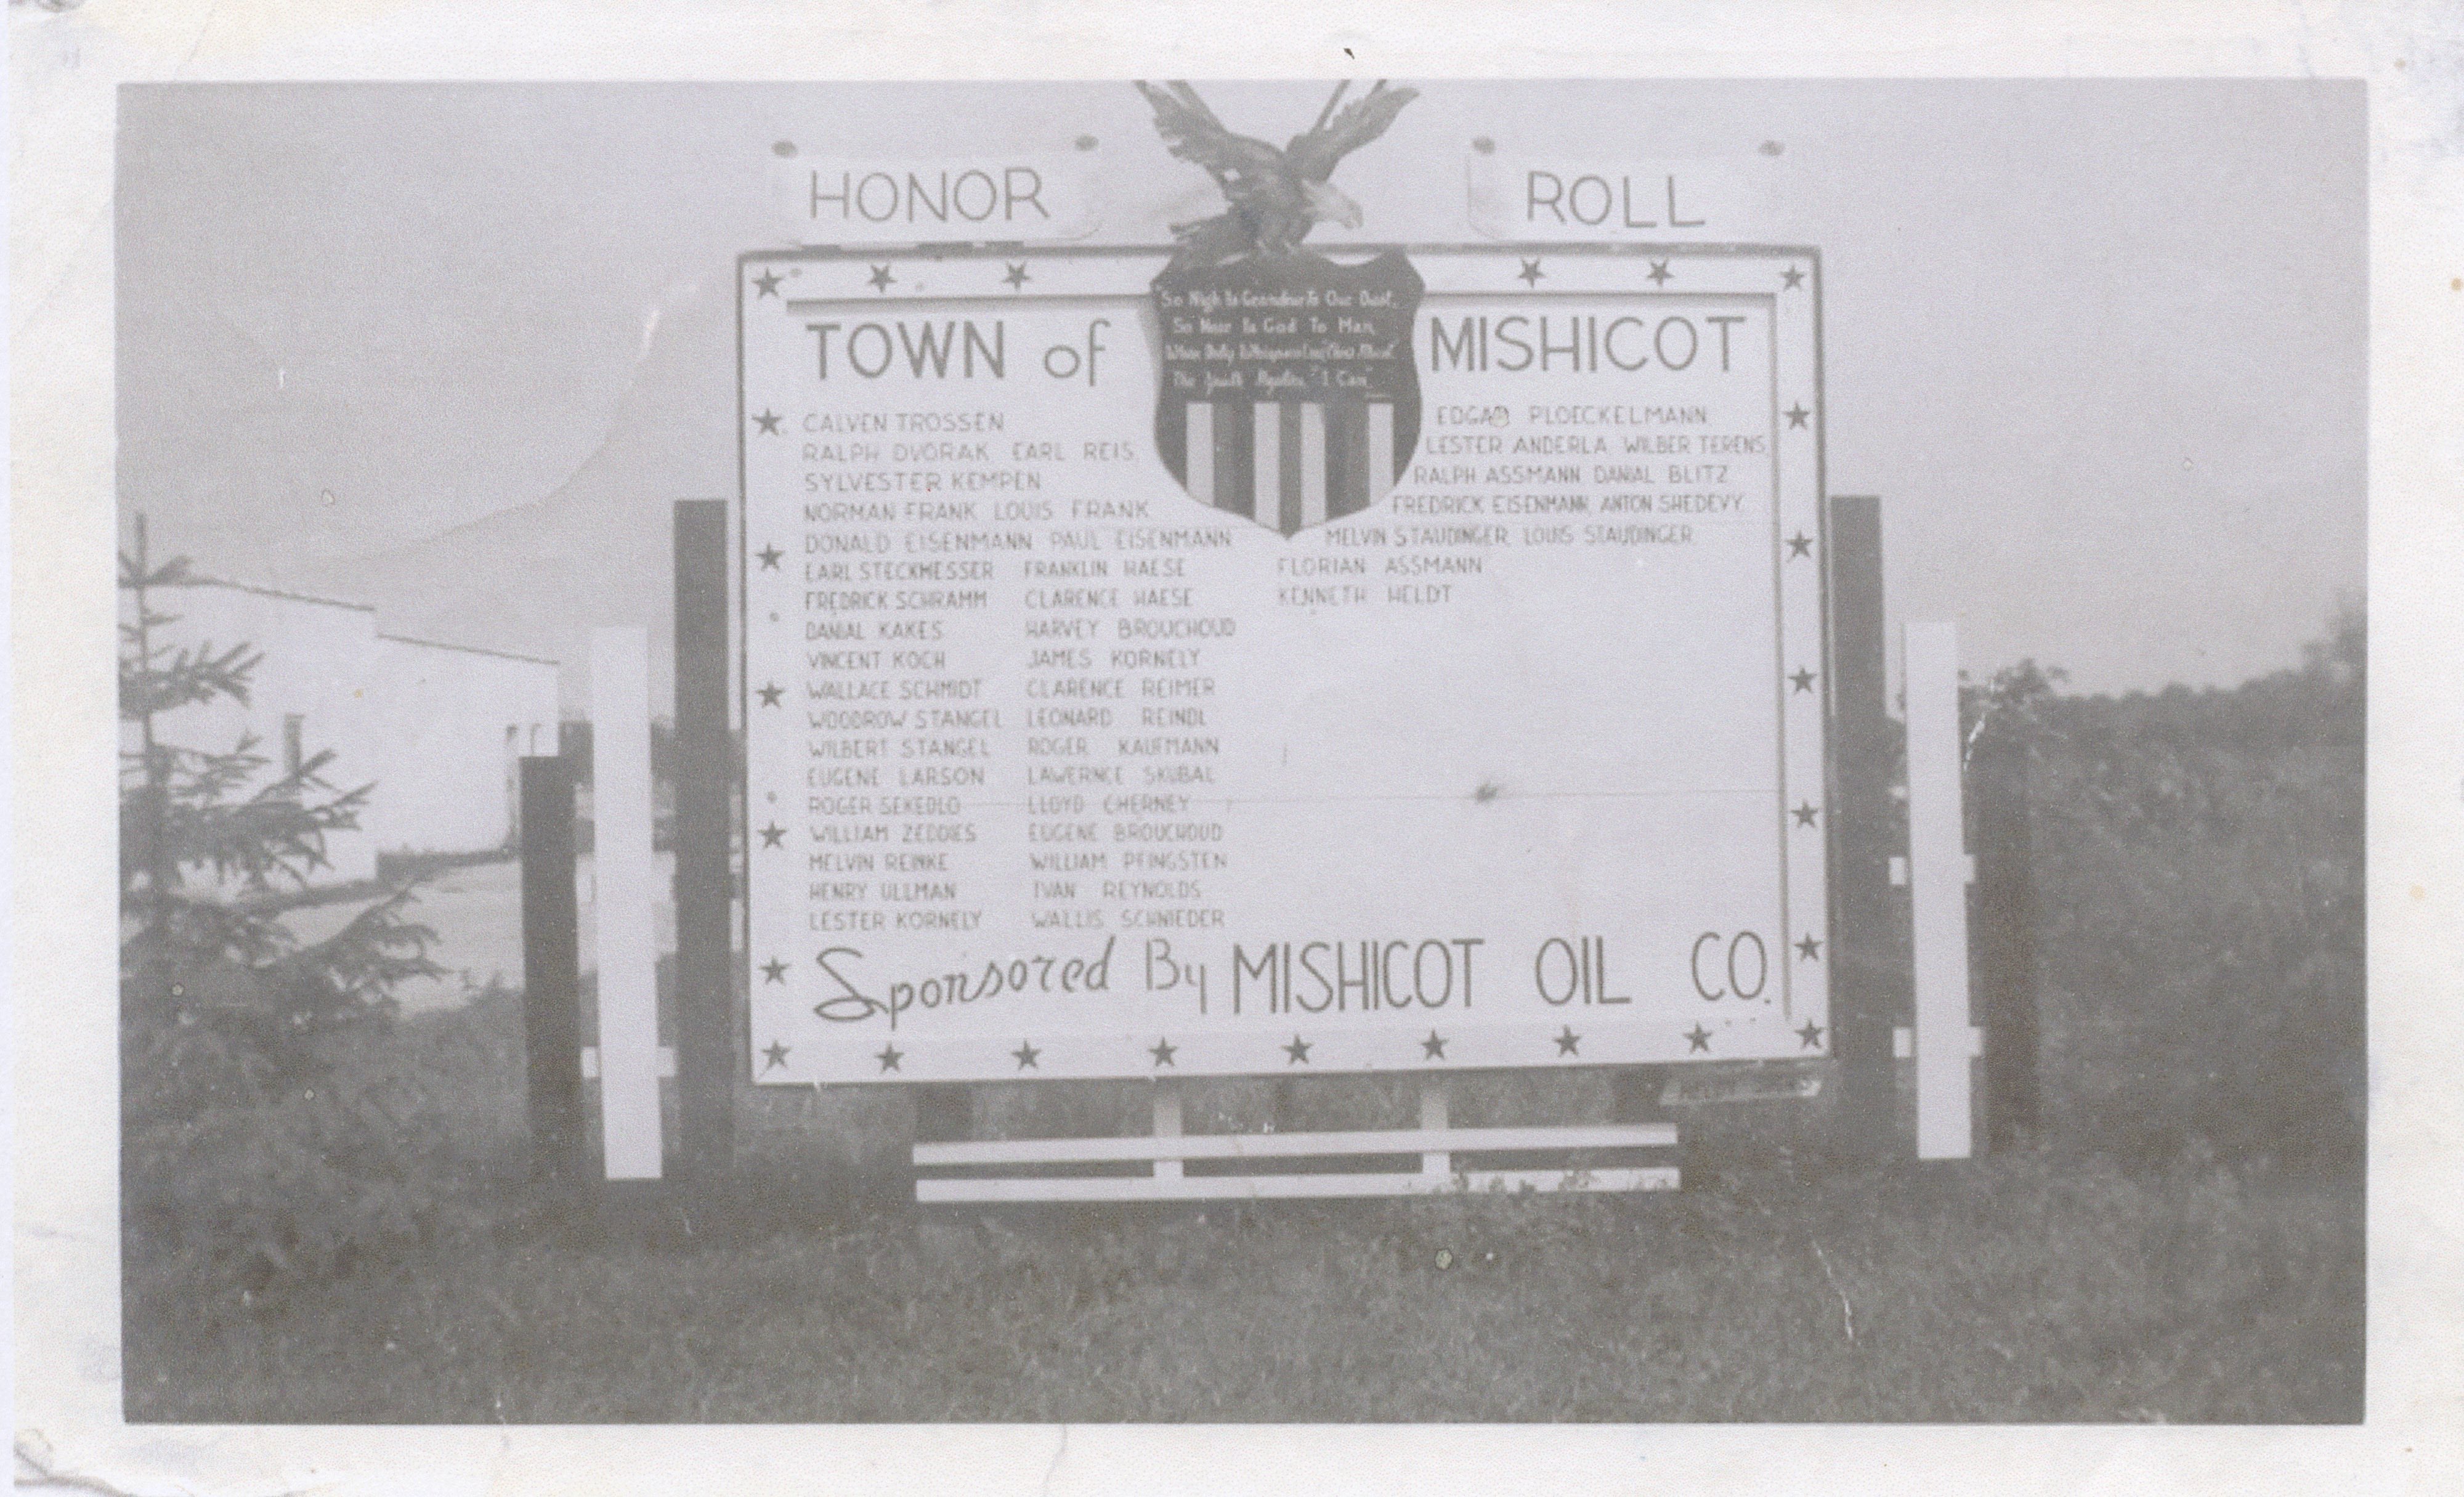 HONOR ROLL
So Nigh Is Grandeur To Our Dust,
So Near Is God To Man,
When Duty Whispers Low, Thou Must
The Youth Replies, "I Can"
TOWN of MISHICOT
CALVEN TROSSEN
RALPH DVORAK EARL REIS
SYLVESTER KEMPEN
NORMAN FRANK LOUIS FRANK
DONALD EISENMANN PAUL EISENMANN
EARL STECKMESSER FRANKLIN HAESE
FREDRICK SCHRAMM CLARENCE HAESE
DANIAL KAKES HARVEY BROUCHOUD
VINCENT KOCH JAMES KORNELY
WALLACE SCHMIDT CLARENCE REIMER
WOODROW STANGEL LEONARD REINDL
WILBERT STANGEL ROGER KAUFMANN
EUGENE LARSON LAWERNCE SKUBAL
ROGER SEKEDLO LLOYD CHERNEY
WILLIAM ZEDDIES EUGENE BROUCHOUD
MELVIN REINKE WILLIAM PFINGSTEN
HENRY ULLMAN IVAN REYNOLDS
LESTER KORNELY WALLIS SCHNIEDER
EDGAR PLOECKELMANN
LESTER ANDERLA WILBER TERENS
RALPH ASSMANN DANIAL BLITZ
FREDRICK EISENMANN ANTON SHEDEVY
MELVIN STAUDINGER LOUIS STAUDINGER
FLORIAN ASSMANN
KENNETH HELDT
Sponsored By MISHICOT OIL CO.